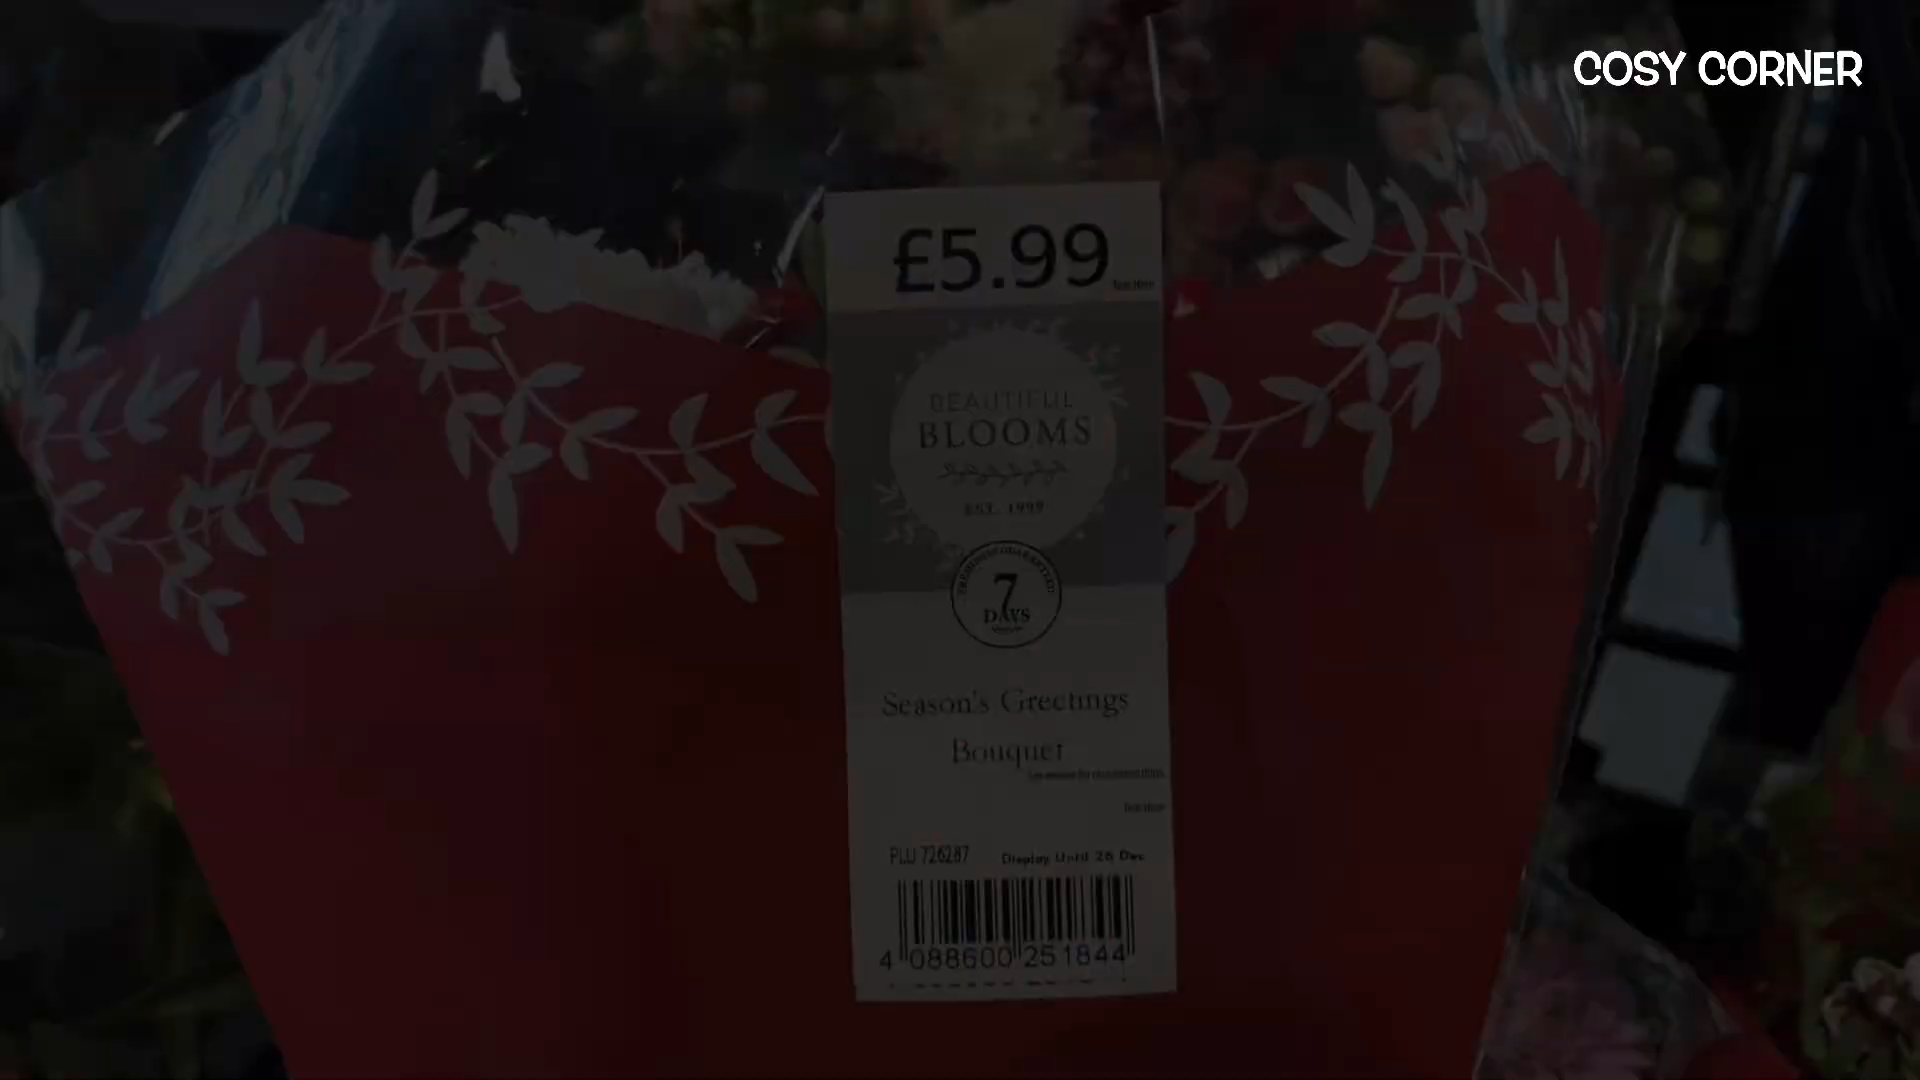 COSY CORNER
£5.99
BEAUTIFUL
BLOOMS
EST. 1999
7
DAYS
Season's Greetings
Bouquet
PLU 726287 Display Until 26 Dec
4 088600 251844